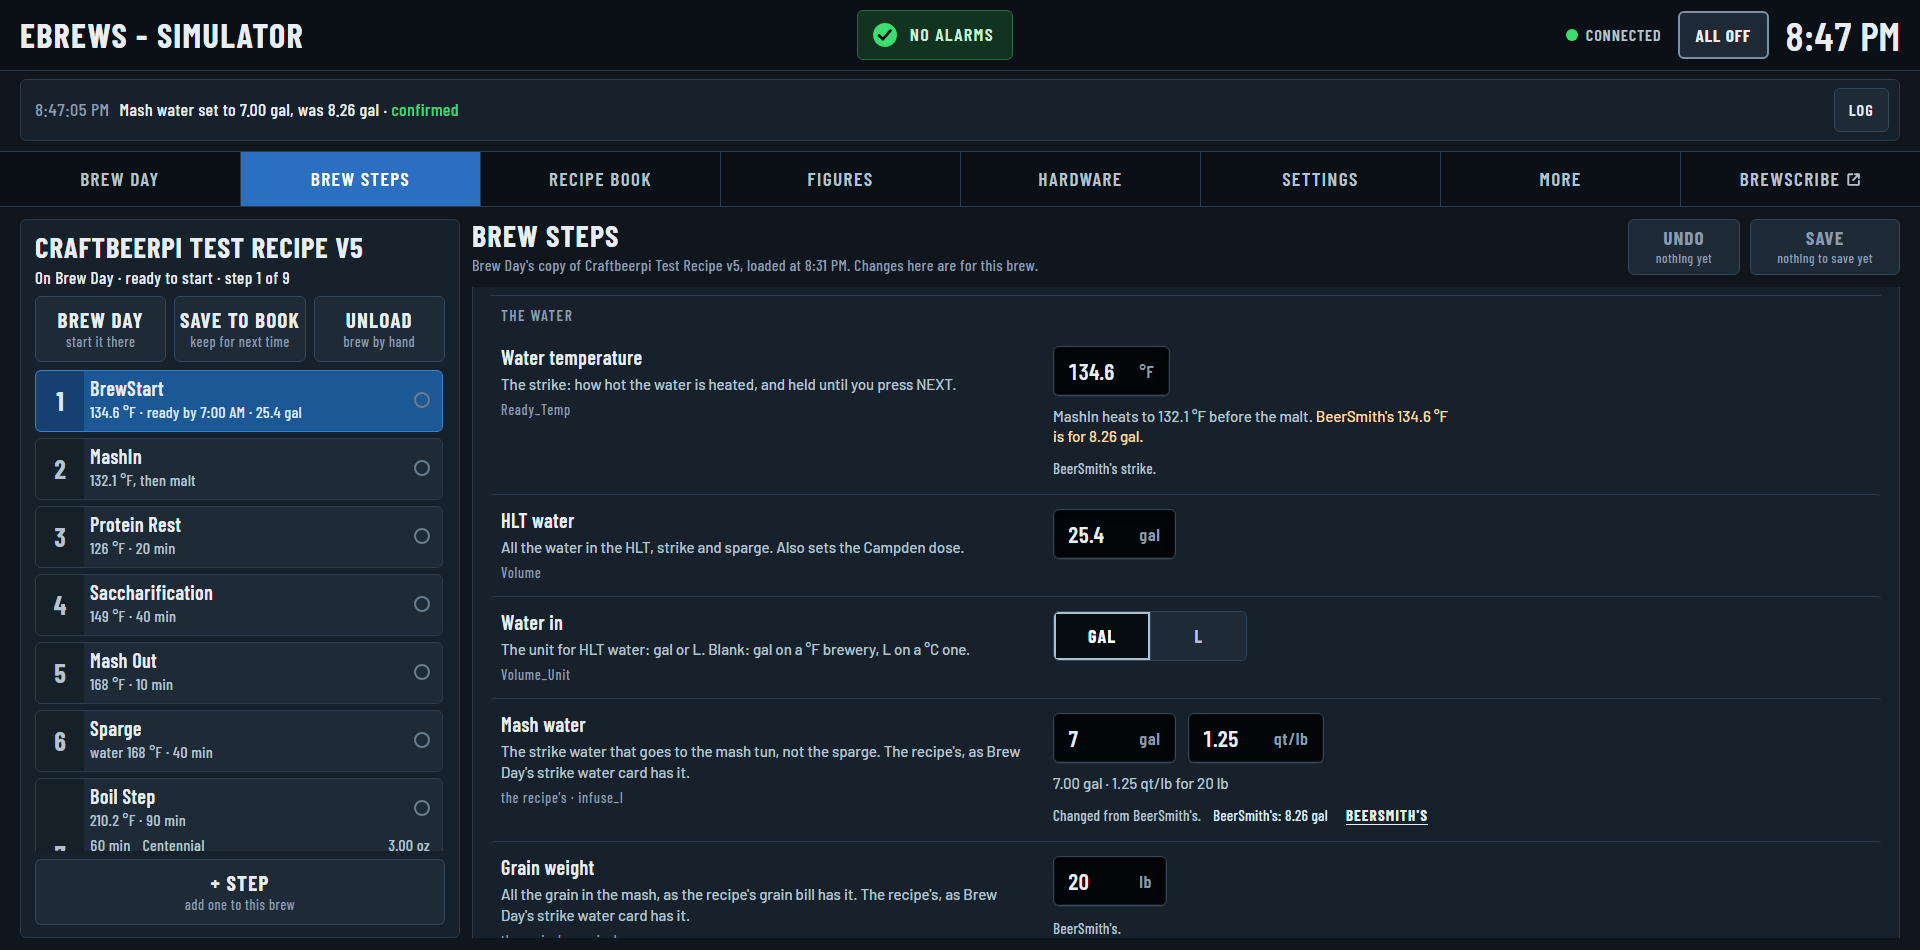 EBREWS - SIMULATOR
NO ALARMS
CONNECTED
ALL OFF
8:47 PM
8:47:05 PM Mash water set to 7.00 gal, was 8.26 gal · confirmed
LOG
BREW DAY
BREW STEPS
RECIPE BOOK
FIGURES
HARDWARE
SETTINGS
MORE
BREWSCRIBE
CRAFTBEERPI TEST RECIPE V5
On Brew Day · ready to start · step 1 of 9
BREW DAY
start it there
SAVE TO BOOK
keep for next time
UNLOAD
brew by hand
1
BrewStart
134.6 °F · ready by 7:00 AM · 25.4 gal
2
MashIn
132.1 °F, then malt
3
Protein Rest
126 °F · 20 min
4
Saccharification
149 °F · 40 min
5
Mash Out
168 °F · 10 min
6
Sparge
water 168 °F · 40 min
Boil Step
210.2 °F · 90 min
60 min Centennial 3.00 oz
+ STEP
add one to this brew
BREW STEPS
Brew Day's copy of Craftbeerpi Test Recipe v5, loaded at 8:31 PM. Changes here are for this brew.
UNDO
nothing yet
SAVE
nothing to save yet
THE WATER
Water temperature
The strike: how hot the water is heated, and held until you press NEXT.
Ready_Temp
134.6 °F
MashIn heats to 132.1 °F before the malt. BeerSmith's 134.6 °F
is for 8.26 gal.
BeerSmith's strike.
HLT water
All the water in the HLT, strike and sparge. Also sets the Campden dose.
Volume
25.4 gal
Water in
The unit for HLT water: gal or L. Blank: gal on a °F brewery, L on a °C one.
Volume_Unit
GAL
L
Mash water
The strike water that goes to the mash tun, not the sparge. The recipe's, as Brew
Day's strike water card has it.
the recipe's · infuse_l
7 gal
1.25 qt/lb
7.00 gal · 1.25 qt/lb for 20 lb
Changed from BeerSmith's. BeerSmith's: 8.26 gal BEERSMITH'S
Grain weight
All the grain in the mash, as the recipe's grain bill has it. The recipe's, as Brew
Day's strike water card has it.
20 lb
BeerSmith's.